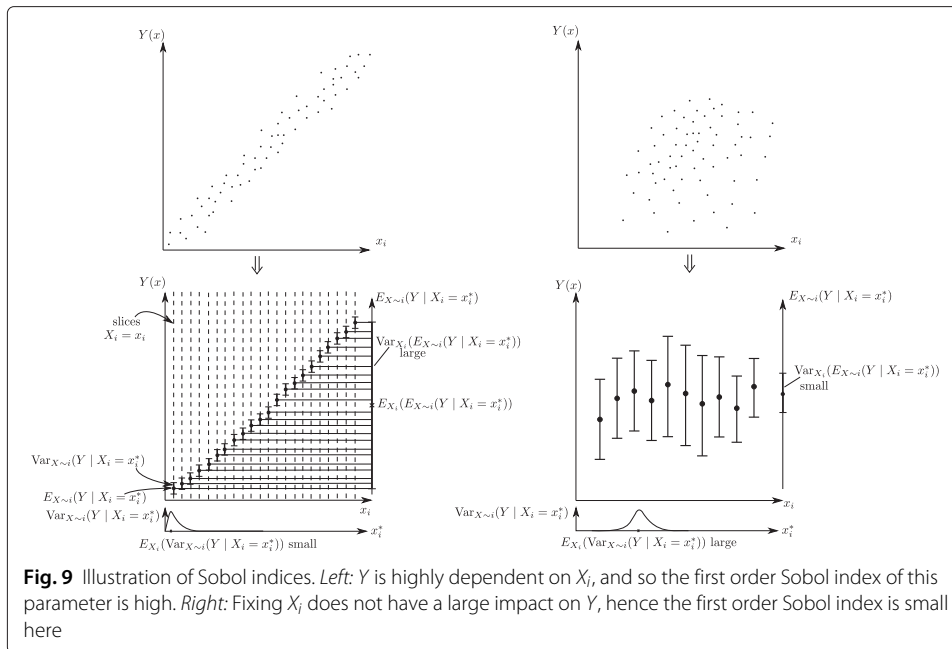 Y(x)
x_i
⇓
Y(x)
slices
X_i = x_i
E_{X∼i}(Y | X_i = x_i^*)
Var_{X_i}(E_{X∼i}(Y | X_i = x_i^*))
large
E_{X_i}(E_{X∼i}(Y | X_i = x_i^*))
Var_{X∼i}(Y | X_i = x_i^*)
E_{X∼i}(Y | X_i = x_i^*)
x_i
Var_{X∼i}(Y | X_i = x_i^*)
x_i^*
E_{X_i}(Var_{X∼i}(Y | X_i = x_i^*)) small
Y(x)
x_i
⇓
Y(x)
E_{X∼i}(Y | X_i = x_i^*)
Var_{X_i}(E_{X∼i}(Y | X_i = x_i^*))
small
x_i
Var_{X∼i}(Y | X_i = x_i^*)
x_i^*
E_{X_i}(Var_{X∼i}(Y | X_i = x_i^*)) large
Fig. 9 Illustration of Sobol indices. Left: Y is highly dependent on X_i, and so the first order Sobol index of this
parameter is high. Right: Fixing X_i does not have a large impact on Y, hence the first order Sobol index is small
here